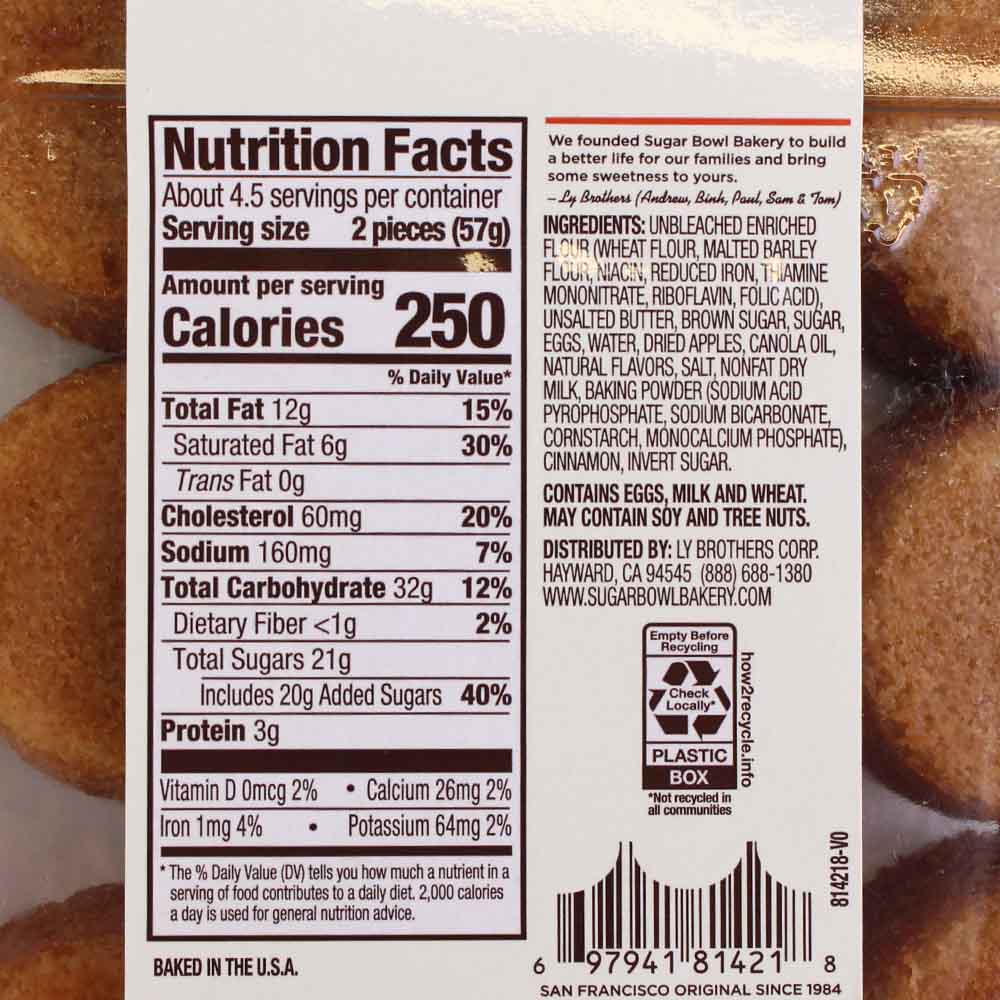 Nutrition Facts
About 4.5 servings per container
Serving size 2 pieces (57g)
Amount per serving
Calories 250
% Daily Value*
Total Fat 12g 15%
Saturated Fat 6g 30%
Trans Fat 0g
Cholesterol 60mg 20%
Sodium 160mg 7%
Total Carbohydrate 32g 12%
Dietary Fiber <1g 2%
Total Sugars 21g
Includes 20g Added Sugars 40%
Protein 3g
Vitamin D 0mcg 2% • Calcium 26mg 2%
Iron 1mg 4% • Potassium 64mg 2%
* The % Daily Value (DV) tells you how much a nutrient in a
serving of food contributes to a daily diet. 2,000 calories
a day is used for general nutrition advice.
BAKED IN THE U.S.A.
We founded Sugar Bowl Bakery to build
a better life for our families and bring
some sweetness to yours.
– Ly Brothers (Andrew, Binh, Paul, Sam & Tom)
INGREDIENTS: UNBLEACHED ENRICHED
FLOUR (WHEAT FLOUR, MALTED BARLEY
FLOUR, NIACIN, REDUCED IRON, THIAMINE
MONONITRATE, RIBOFLAVIN, FOLIC ACID),
UNSALTED BUTTER, BROWN SUGAR, SUGAR,
EGGS, WATER, DRIED APPLES, CANOLA OIL,
NATURAL FLAVORS, SALT, NONFAT DRY
MILK, BAKING POWDER (SODIUM ACID
PYROPHOSPHATE, SODIUM BICARBONATE,
CORNSTARCH, MONOCALCIUM PHOSPHATE),
CINNAMON, INVERT SUGAR.
CONTAINS EGGS, MILK AND WHEAT.
MAY CONTAIN SOY AND TREE NUTS.
DISTRIBUTED BY: LY BROTHERS CORP.
HAYWARD, CA 94545 (888) 688-1380
WWW.SUGARBOWLBAKERY.COM
Empty Before
Recycling
Check
Locally*
PLASTIC
BOX
how2recycle.info
*Not recycled in
all communities
814218-V0
6 97941 81421 8
SAN FRANCISCO ORIGINAL SINCE 1984